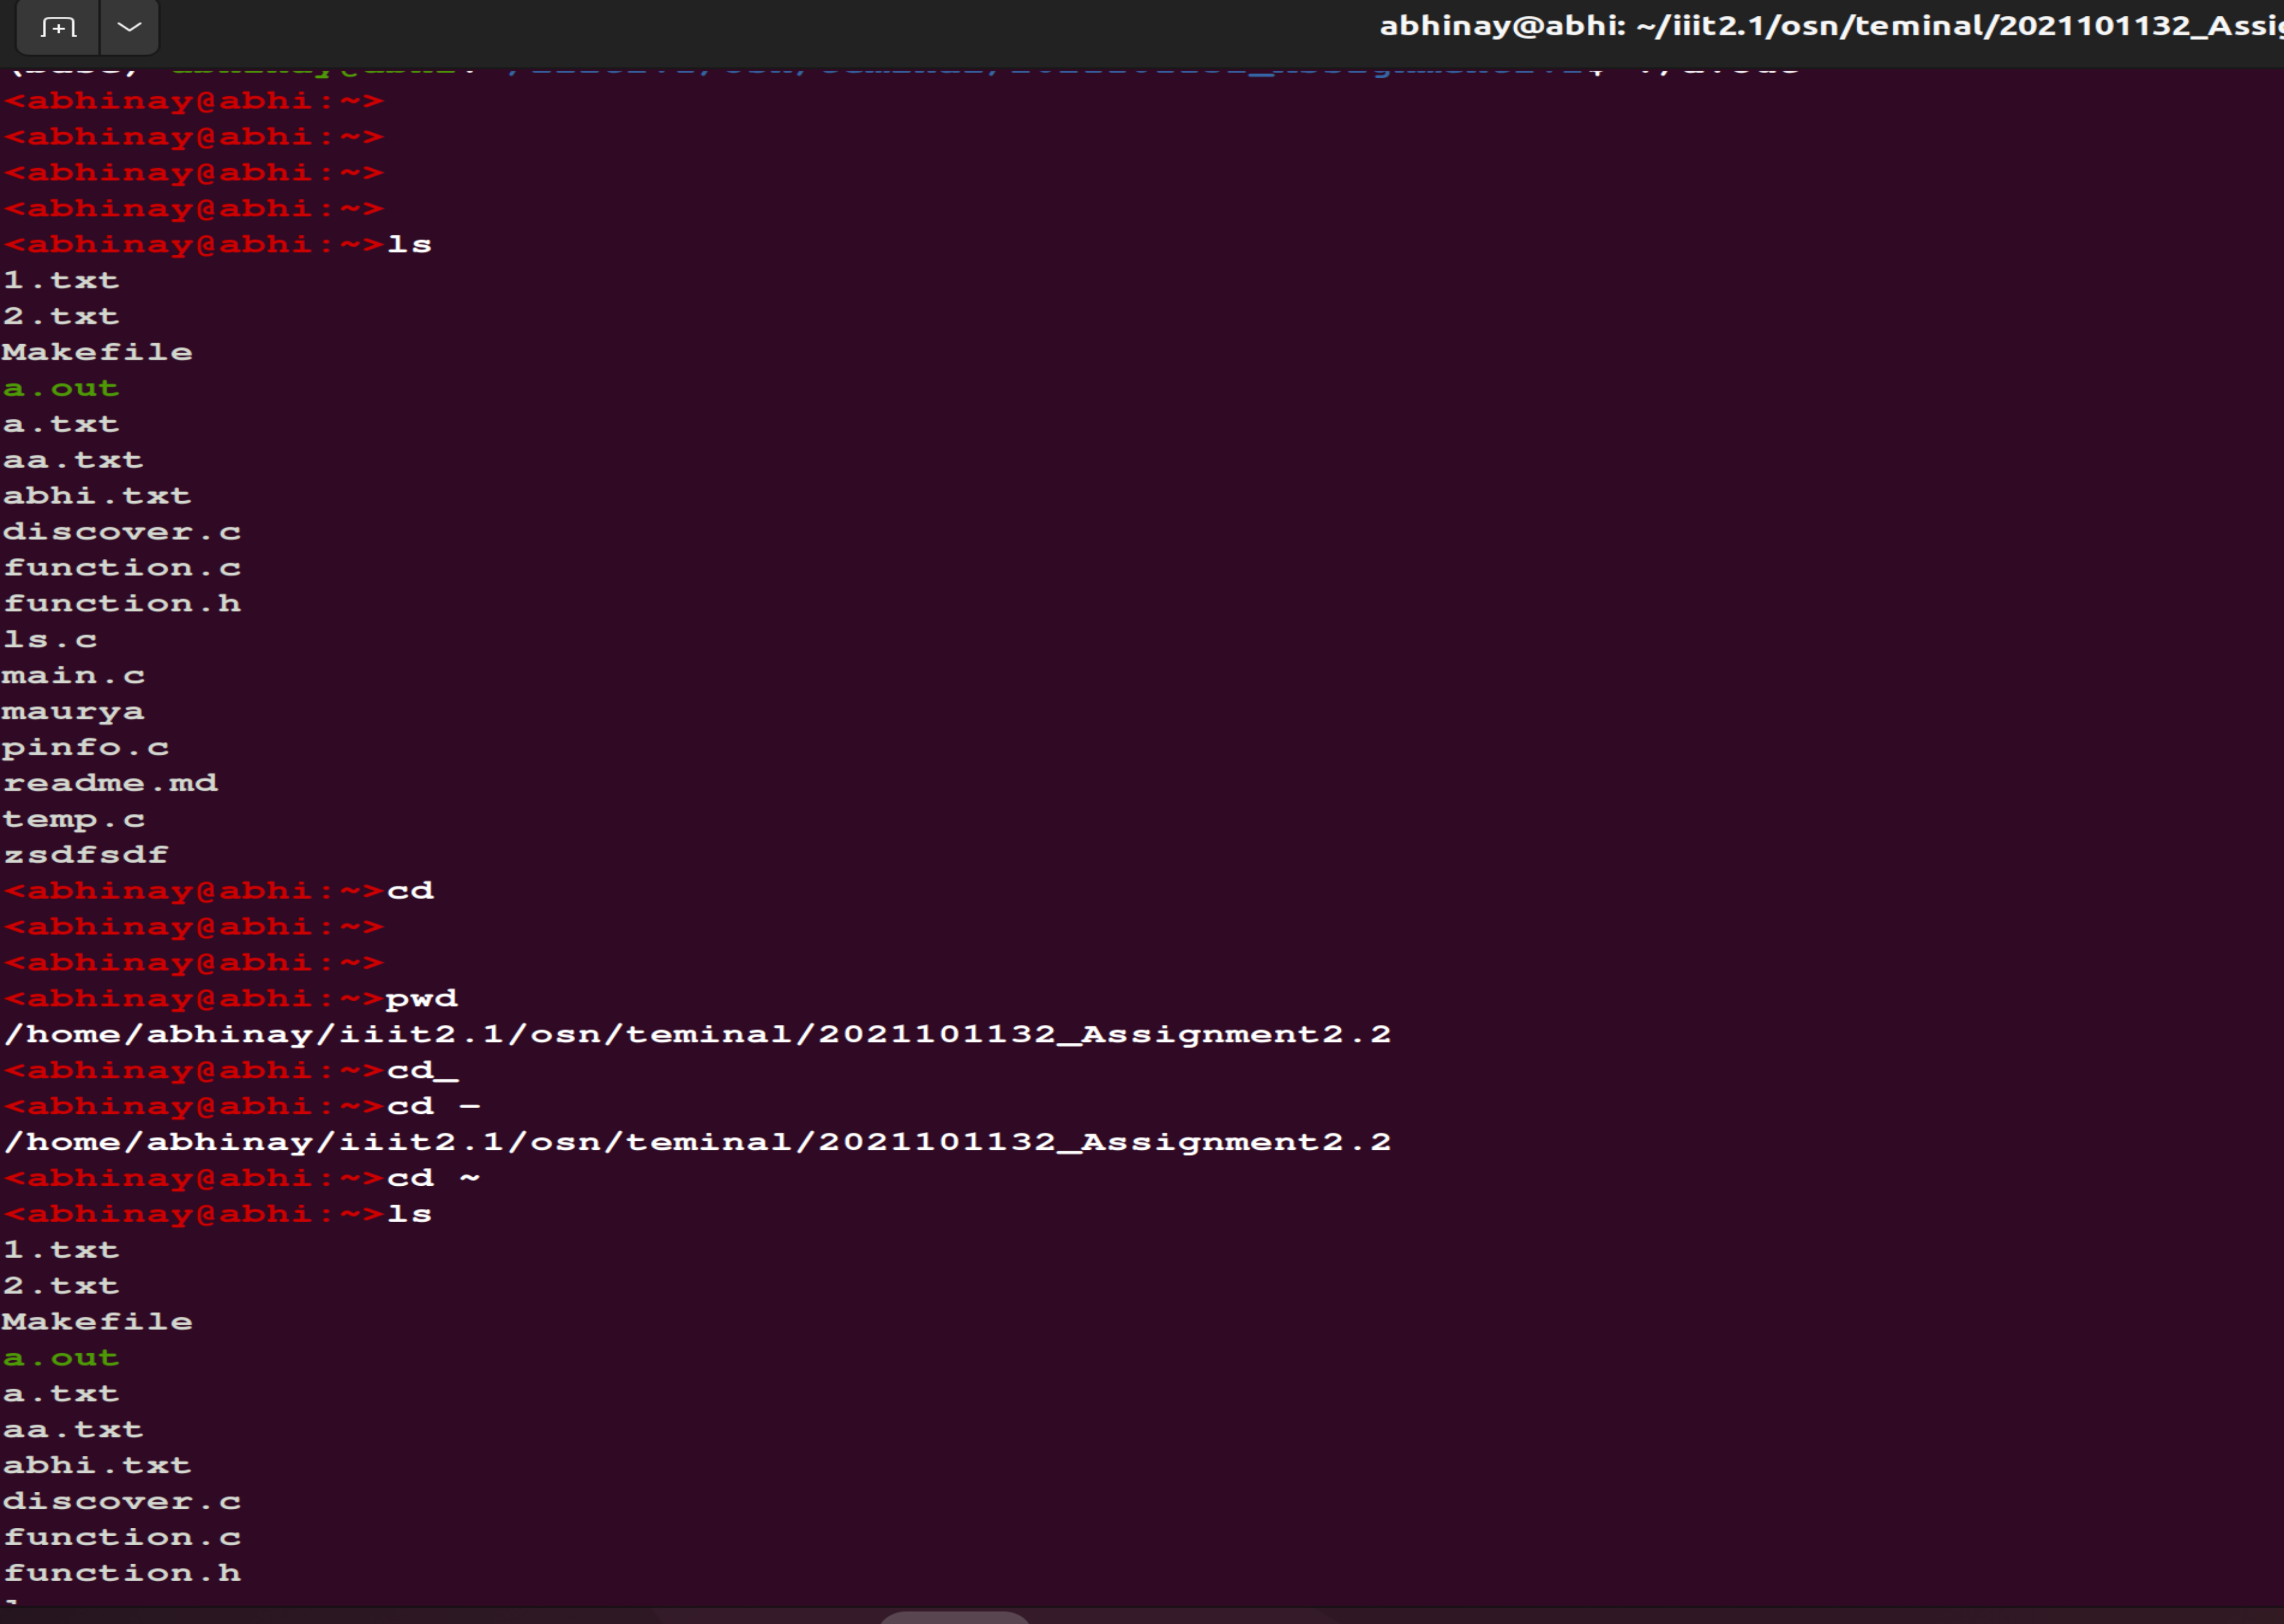 abhinay@abhi: ~/iiit2.1/osn/teminal/2021101132_Assig
<abhinay@abhi:~>
<abhinay@abhi:~>
<abhinay@abhi:~>
<abhinay@abhi:~>
<abhinay@abhi:~>ls
1.txt
2.txt
Makefile
a.out
a.txt
aa.txt
abhi.txt
discover.c
function.c
function.h
ls.c
main.c
maurya
pinfo.c
readme.md
temp.c
zsdfsdf
<abhinay@abhi:~>cd
<abhinay@abhi:~>
<abhinay@abhi:~>
<abhinay@abhi:~>pwd
/home/abhinay/iiit2.1/osn/teminal/2021101132_Assignment2.2
<abhinay@abhi:~>cd_
<abhinay@abhi:~>cd -
/home/abhinay/iiit2.1/osn/teminal/2021101132_Assignment2.2
<abhinay@abhi:~>cd ~
<abhinay@abhi:~>ls
1.txt
2.txt
Makefile
a.out
a.txt
aa.txt
abhi.txt
discover.c
function.c
function.h